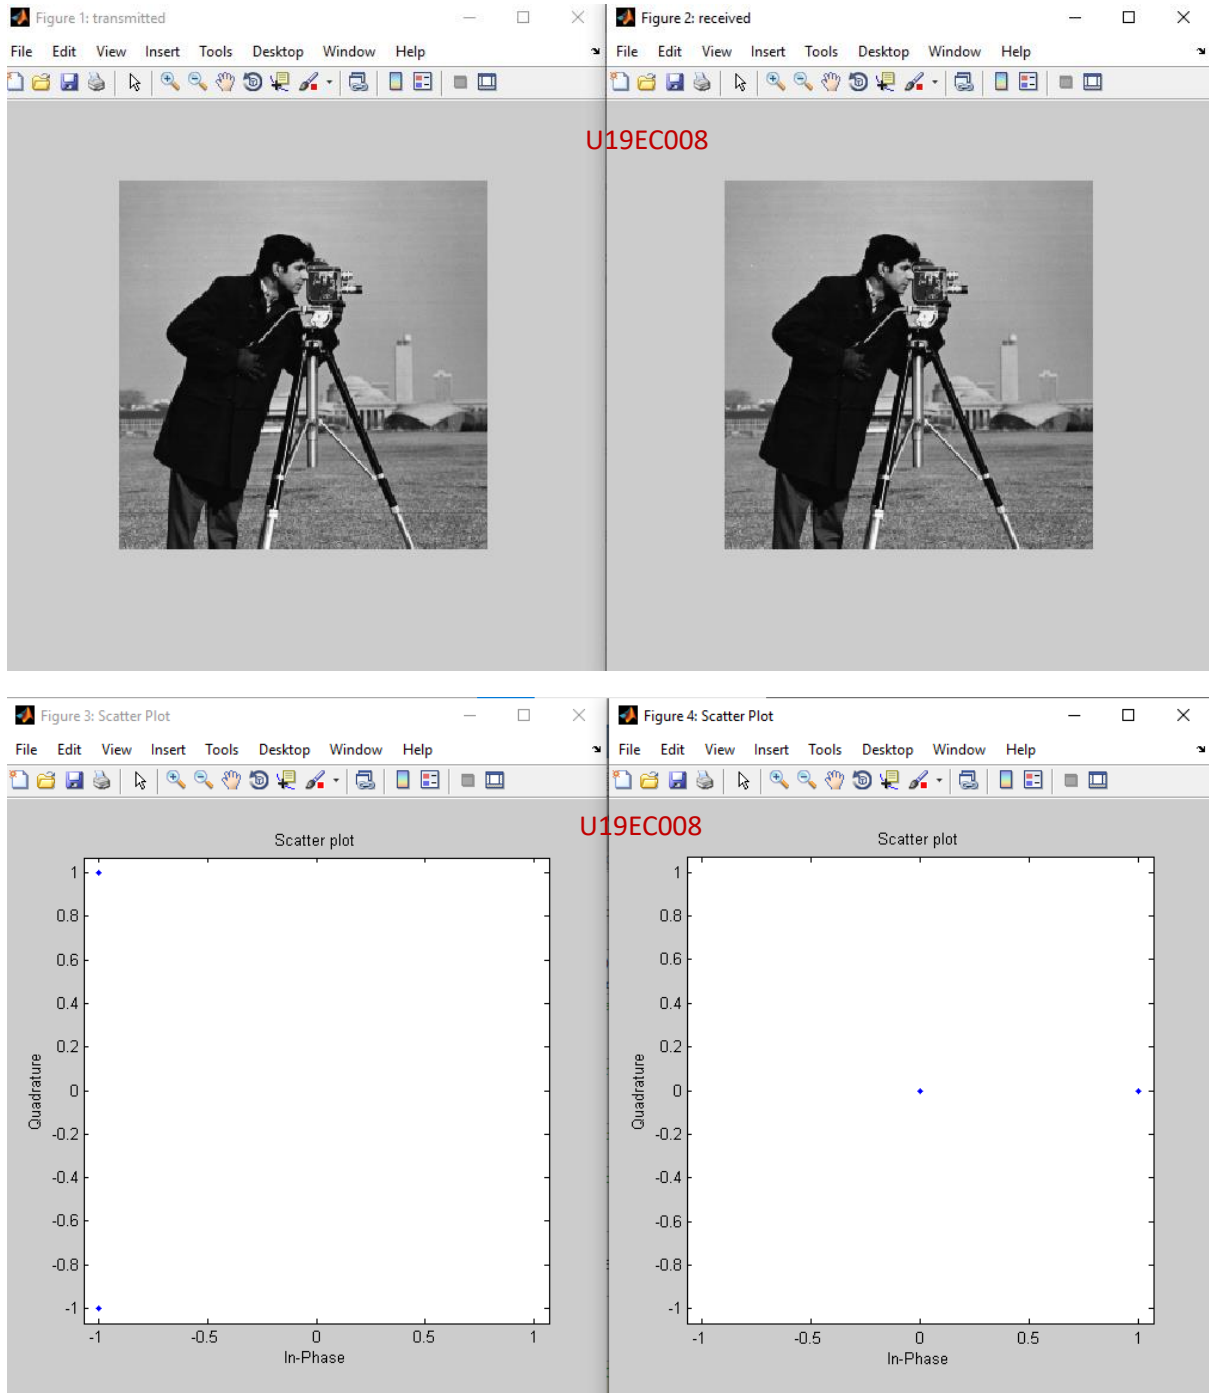 Figure 1: transmitted
File Edit View Insert Tools Desktop Window Help
Figure 2: received
File Edit View Insert Tools Desktop Window Help
U19EC008
Figure 3: Scatter Plot
File Edit View Insert Tools Desktop Window Help
Figure 4: Scatter Plot
File Edit View Insert Tools Desktop Window Help
U19EC008
Scatter plot
1
0.8
0.6
0.4
0.2
0
-0.2
-0.4
-0.6
-0.8
-1
Quadrature
-1 -0.5 0 0.5 1
In-Phase
Scatter plot
1
0.8
0.6
0.4
0.2
0
-0.2
-0.4
-0.6
-0.8
-1
Quadrature
-1 -0.5 0 0.5 1
In-Phase